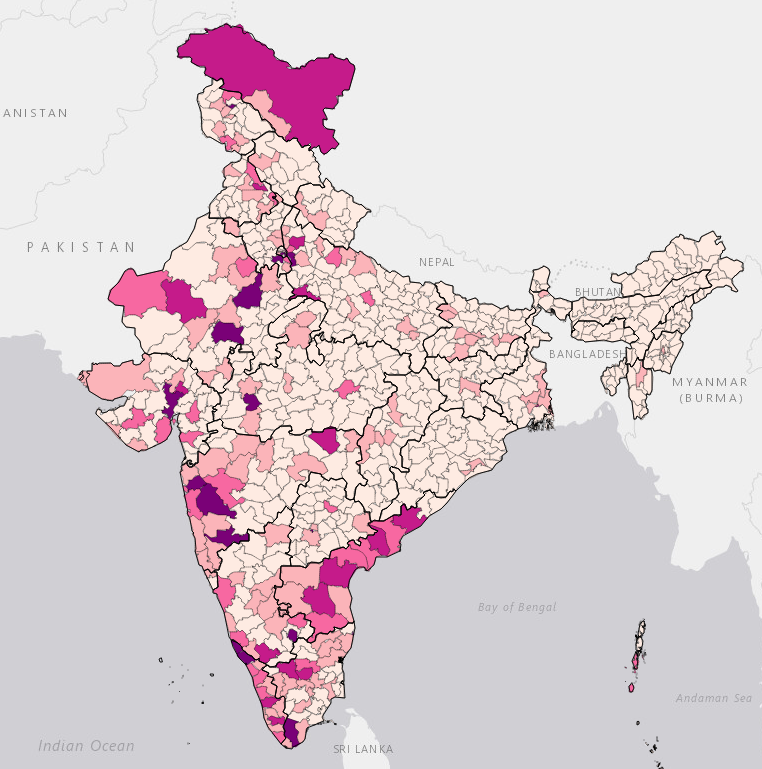 ANISTAN
PAKISTAN
NEPAL
BHUTAN
BANGLADESH
MYANMAR
(BURMA)
Bay of Bengal
Andaman Sea
Indian Ocean
SRI LANKA